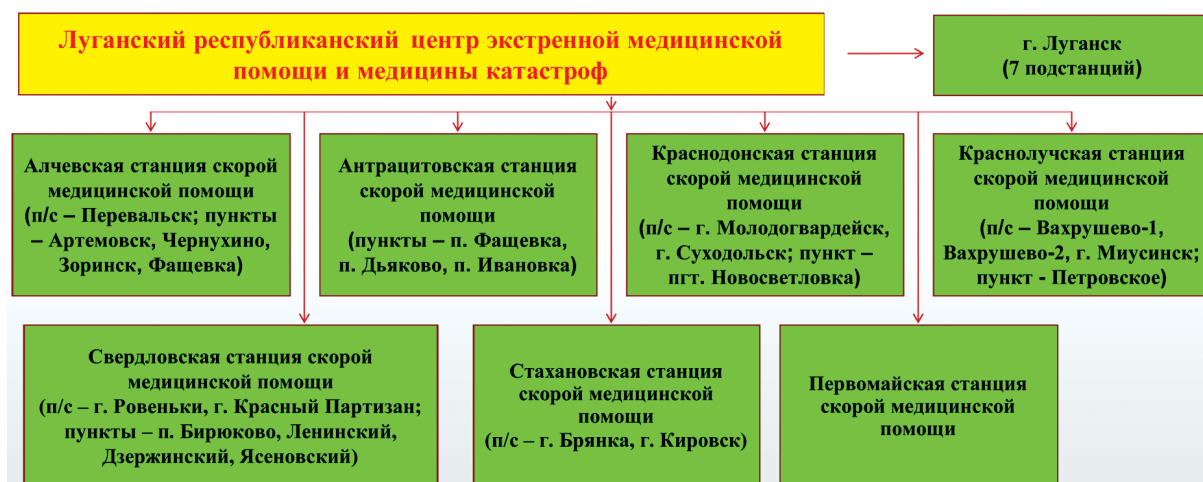 Луганский республиканский центр экстренной медицинской
помощи и медицины катастроф
г. Луганск
(7 подстанций)
Алчевская станция скорой
медицинской помощи
(п/с – Перевальск; пункты
– Артемовск, Чернухино,
Зоринск, Фащевка)
Антрацитовская станция
скорой медицинской
помощи
(пункты – п. Фащевка,
п. Дьяково, п. Ивановка)
Краснодонская станция
скорой медицинской
помощи
(п/с – г. Молодогвардейск,
г. Суходольск; пункт –
пгт. Новосветловка)
Краснолучская станция
скорой медицинской
помощи
(п/с – Вахрушево-1,
Вахрушево-2, г. Миусинск;
пункт - Петровское)
Свердловская станция скорой
медицинской помощи
(п/с – г. Ровеньки, г. Красный Партизан;
пункты – п. Бирюково, Ленинский,
Дзержинский, Ясеновский)
Стахановская станция
скорой медицинской
помощи
(п/с – г. Брянка, г. Кировск)
Первомайская станция
скорой медицинской
помощи